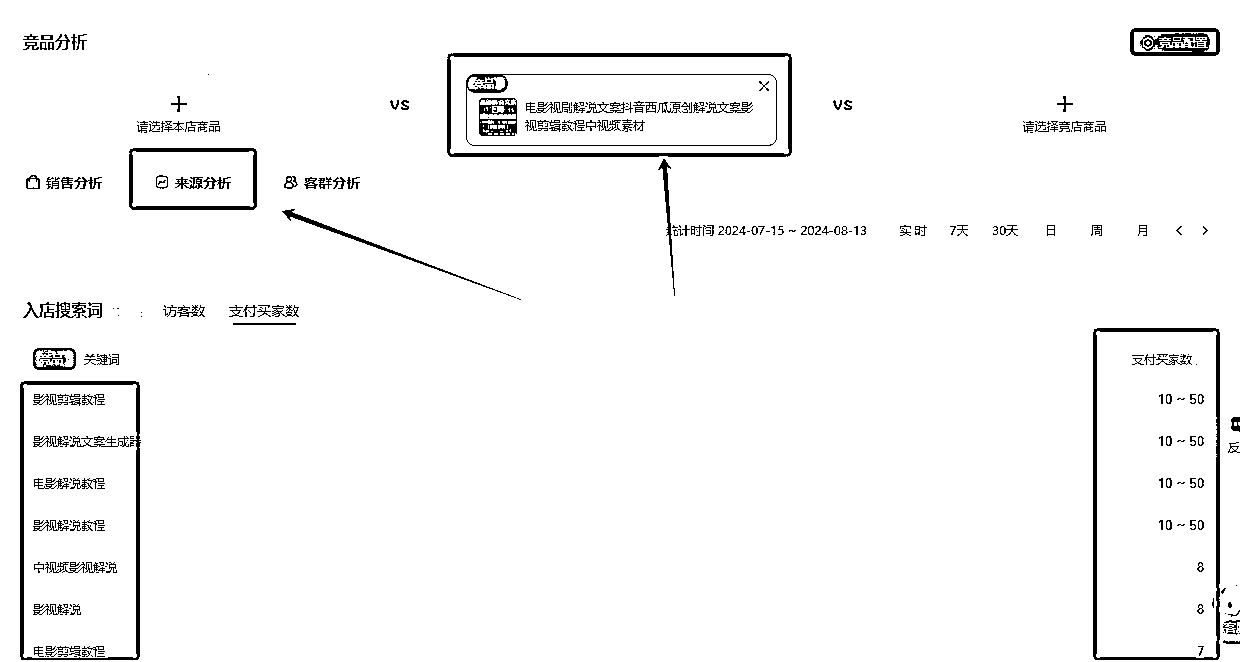 竞品分析
竞品配置
竞品1
电影视剧解说文案抖音西瓜原创解说文案影
视剪辑教程中视频素材
请选择本店商品
VS
VS
请选择竞店商品
销售分析
来源分析
客群分析
统计时间 2024-07-15 ~ 2024-08-13
实时
7天
30天
日
周
月
入店搜索词
访客数
支付买家数
竞品1
关键词
支付买家数
影视剪辑教程
10 ~ 50
影视解说文案生成器
10 ~ 50
电影解说教程
10 ~ 50
影视解说教程
10 ~ 50
中视频影视解说
8
影视解说
8
电影剪辑教程
7
反